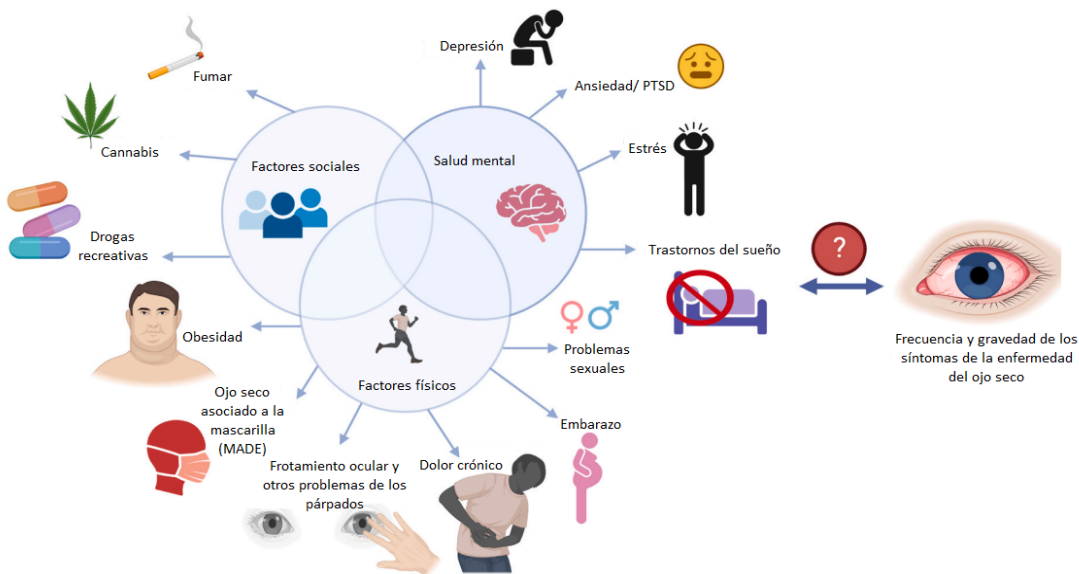 Depresión
Fumar
Ansiedad/ PTSD
Cannabis
Factores sociales
Salud mental
Estrés
Drogas
recreativas
Trastornos del sueño
?
Obesidad
Problemas
sexuales
Frecuencia y gravedad de los
síntomas de la enfermedad
del ojo seco
Factores físicos
Ojo seco
asociado a la
mascarilla
(MADE)
Embarazo
Frotamiento ocular y
otros problemas de los
párpados
Dolor crónico